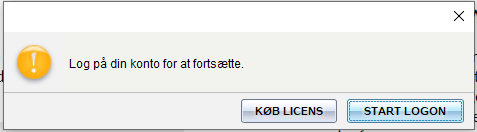 Log på din konto for at fortsætte.
KØB LICENS
START LOGON